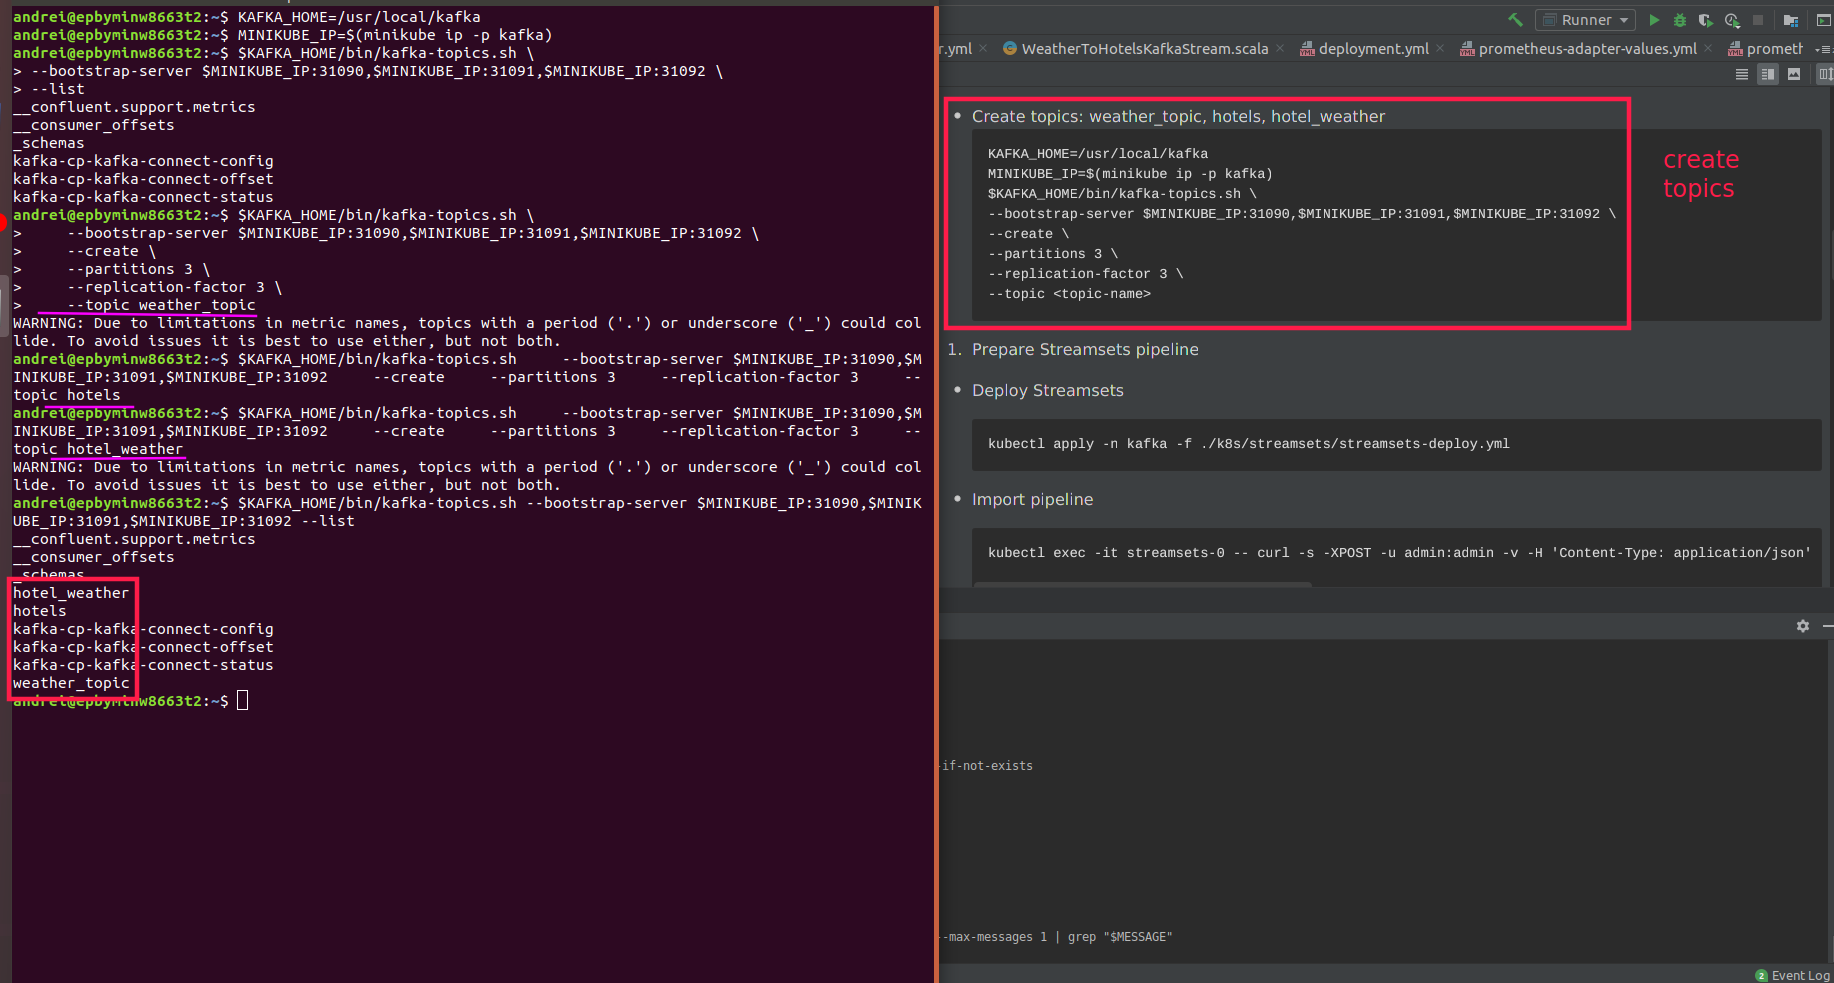 andrei@epbyminw8663t2:~$ KAFKA_HOME=/usr/local/kafka
andrei@epbyminw8663t2:~$ MINIKUBE_IP=$(minikube ip -p kafka)
andrei@epbyminw8663t2:~$ $KAFKA_HOME/bin/kafka-topics.sh \
> --bootstrap-server $MINIKUBE_IP:31090,$MINIKUBE_IP:31091,$MINIKUBE_IP:31092 \
> --list
__confluent.support.metrics
__consumer_offsets
_schemas
kafka-cp-kafka-connect-config
kafka-cp-kafka-connect-offset
kafka-cp-kafka-connect-status
andrei@epbyminw8663t2:~$ $KAFKA_HOME/bin/kafka-topics.sh \
>     --bootstrap-server $MINIKUBE_IP:31090,$MINIKUBE_IP:31091,$MINIKUBE_IP:31092 \
>     --create \
>     --partitions 3 \
>     --replication-factor 3 \
>     --topic weather_topic
WARNING: Due to limitations in metric names, topics with a period ('.') or underscore ('_') could col
lide. To avoid issues it is best to use either, but not both.
andrei@epbyminw8663t2:~$ $KAFKA_HOME/bin/kafka-topics.sh     --bootstrap-server $MINIKUBE_IP:31090,$M
INIKUBE_IP:31091,$MINIKUBE_IP:31092     --create     --partitions 3     --replication-factor 3     --
topic hotels
andrei@epbyminw8663t2:~$ $KAFKA_HOME/bin/kafka-topics.sh     --bootstrap-server $MINIKUBE_IP:31090,$M
INIKUBE_IP:31091,$MINIKUBE_IP:31092     --create     --partitions 3     --replication-factor 3     --
topic hotel_weather
WARNING: Due to limitations in metric names, topics with a period ('.') or underscore ('_') could col
lide. To avoid issues it is best to use either, but not both.
andrei@epbyminw8663t2:~$ $KAFKA_HOME/bin/kafka-topics.sh --bootstrap-server $MINIKUBE_IP:31090,$MINIK
UBE_IP:31091,$MINIKUBE_IP:31092 --list
__confluent.support.metrics
__consumer_offsets
_schemas
hotel_weather
hotels
kafka-cp-kafka-connect-config
kafka-cp-kafka-connect-offset
kafka-cp-kafka-connect-status
weather_topic
andrei@epbyminw8663t2:~$
Runner
r.yml WeatherToHotelsKafkaStream.scala deployment.yml prometheus-adapter-values.yml prometh
• Create topics: weather_topic, hotels, hotel_weather
KAFKA_HOME=/usr/local/kafka
MINIKUBE_IP=$(minikube ip -p kafka)
$KAFKA_HOME/bin/kafka-topics.sh \
--bootstrap-server $MINIKUBE_IP:31090,$MINIKUBE_IP:31091,$MINIKUBE_IP:31092 \
--create \
--partitions 3 \
--replication-factor 3 \
--topic <topic-name>
create
topics
1. Prepare Streamsets pipeline
• Deploy Streamsets
kubectl apply -n kafka -f ./k8s/streamsets/streamsets-deploy.yml
• Import pipeline
kubectl exec -it streamsets-0 -- curl -s -XPOST -u admin:admin -v -H 'Content-Type: application/json'
-if-not-exists
--max-messages 1 | grep "$MESSAGE"
2 Event Log